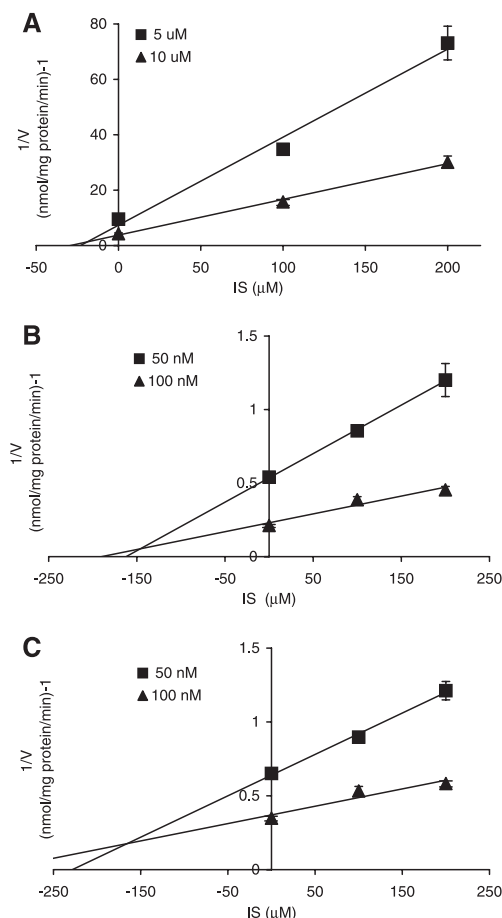 A
80
5 uM
10 uM
60
1/V
(nmol/mg protein/min)-1
40
20
0
-50 0 50 100 150 200
IS (μM)
B
1.5
50 nM
100 nM
1
1/V
(nmol/mg protein/min)-1
0.5
0
-250 -150 -50 50 150 250
IS (μM)
C
1.5
50 nM
100 nM
1
1/V
(nmol/mg protein/min)-1
0.5
0
-250 -150 -50 50 150 250
IS (μM)